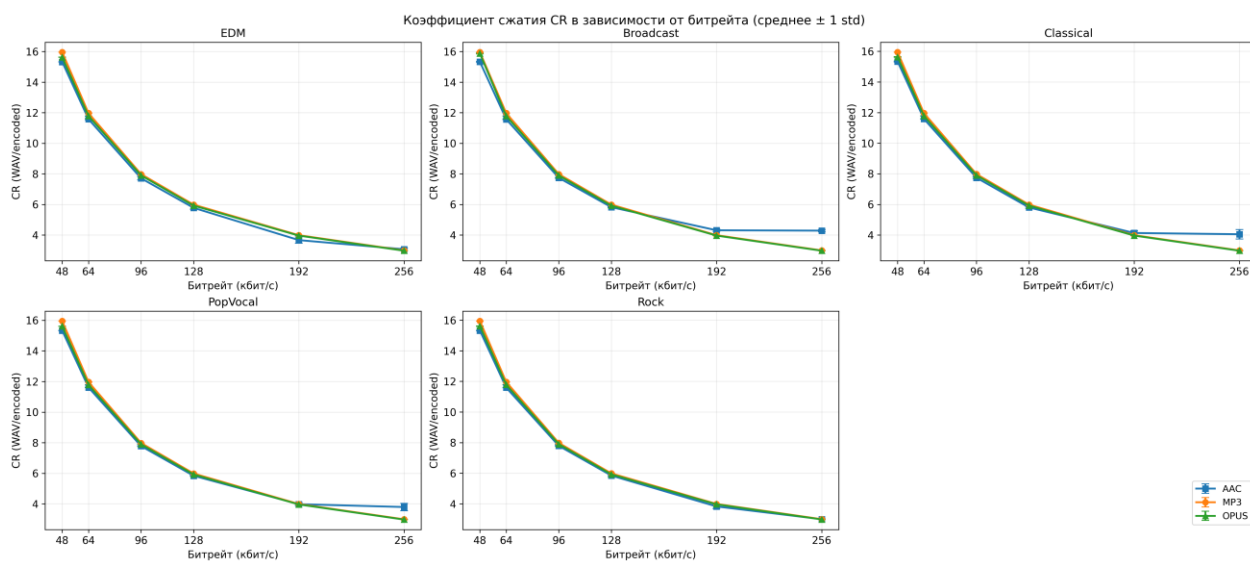 Коэффициент сжатия CR в зависимости от битрейта (среднее ± 1 std)
EDM
CR (WAV/encoded)
16
14
12
10
8
6
4
48 64 96 128 192 256
Битрейт (кбит/с)
Broadcast
CR (WAV/encoded)
16
14
12
10
8
6
4
48 64 96 128 192 256
Битрейт (кбит/с)
Classical
CR (WAV/encoded)
16
14
12
10
8
6
4
48 64 96 128 192 256
Битрейт (кбит/с)
PopVocal
CR (WAV/encoded)
16
14
12
10
8
6
4
48 64 96 128 192 256
Битрейт (кбит/с)
Rock
CR (WAV/encoded)
16
14
12
10
8
6
4
48 64 96 128 192 256
Битрейт (кбит/с)
AAC
MP3
OPUS